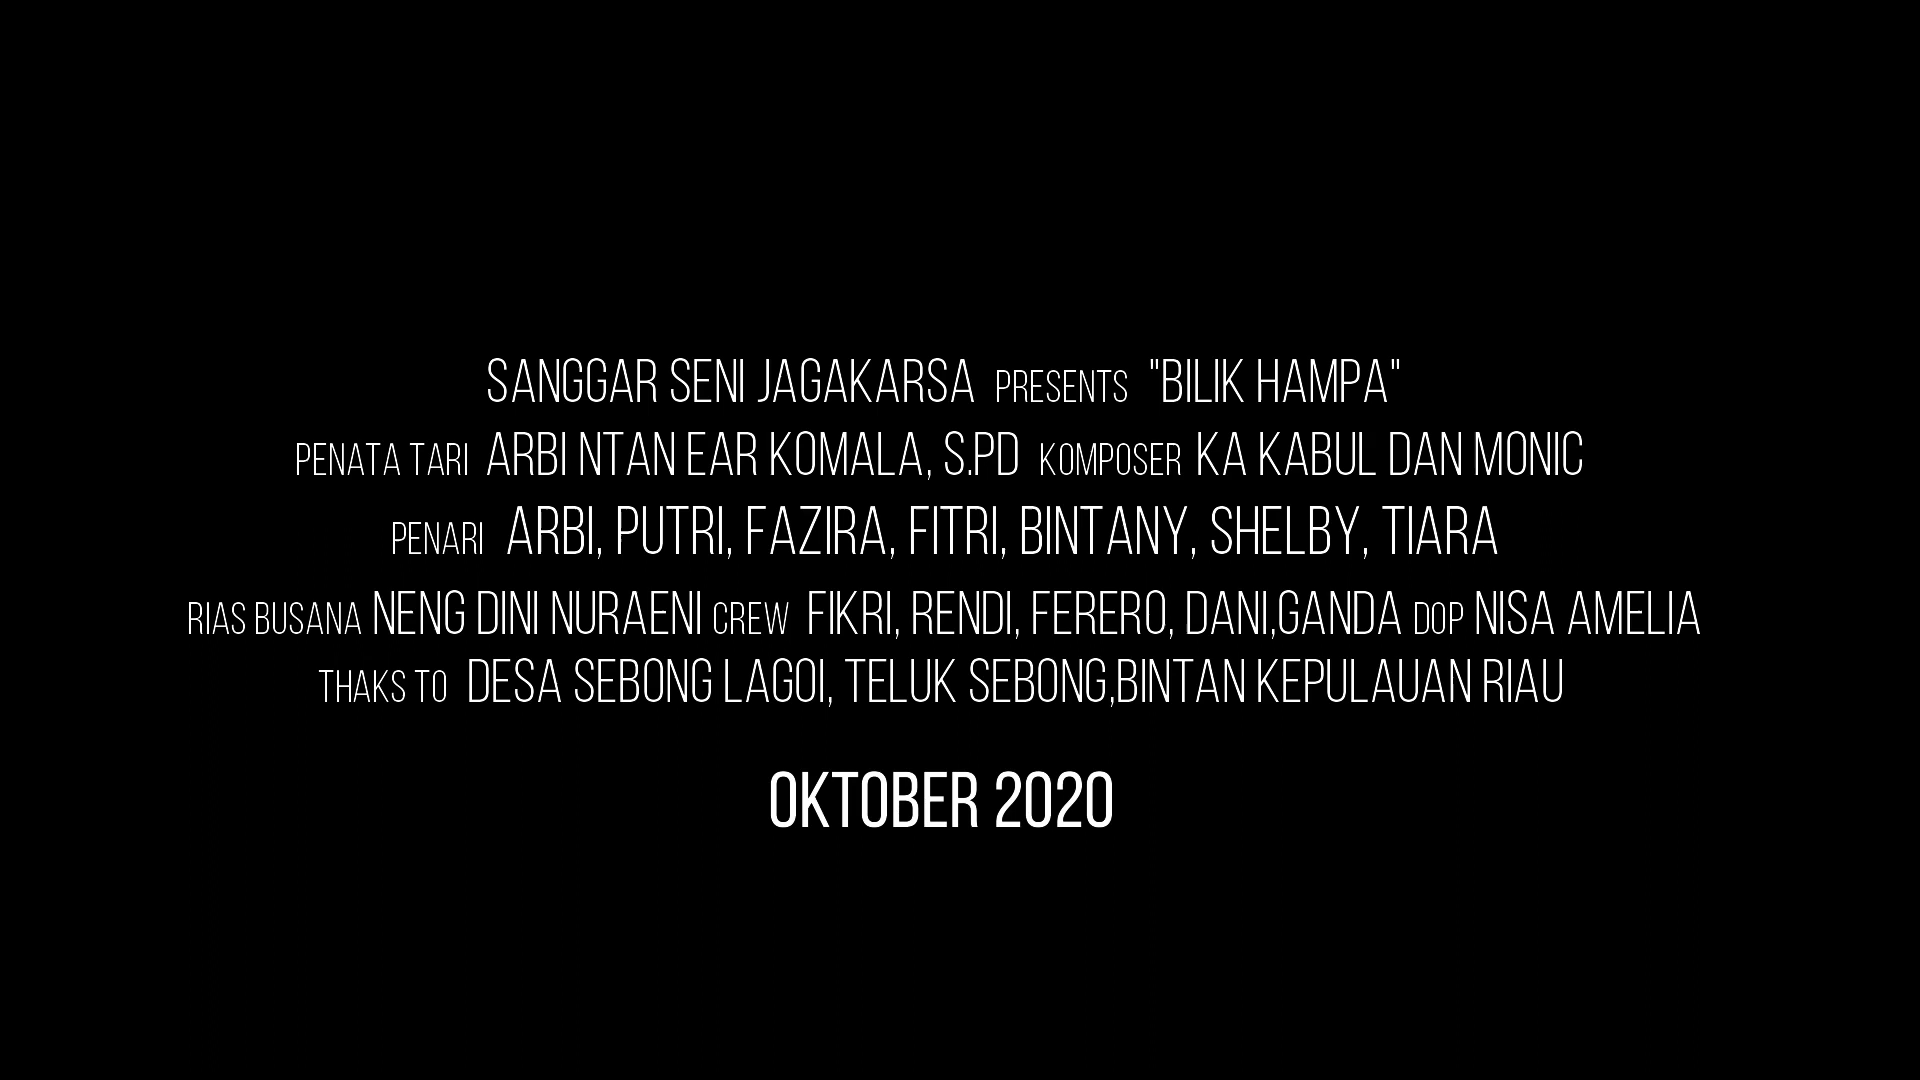 SANGGAR SENI JAGAKARSA PRESENTS "BILIK HAMPA"
PENATA TARI ARBI NTAN EAR KOMALA, S.PD KOMPOSER KA KABUL DAN MONIC
PENARI ARBI, PUTRI, FAZIRA, FITRI, BINTANY, SHELBY, TIARA
RIAS BUSANA NENG DINI NURAENI CREW FIKRI, RENDI, FERERO, DANI,GANDA DOP NISA AMELIA
THAKS TO DESA SEBONG LAGOI, TELUK SEBONG,BINTAN KEPULAUAN RIAU
OKTOBER 2020